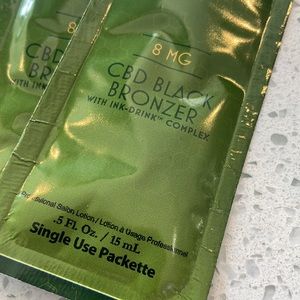 8 MG
CBD BLACK
BRONZER
WITH INK-DRINK™ COMPLEX
Professional Salon Lotion / Lotion à Usage Professionnel
.5 Fl. Oz. / 15 mL
Single Use Packette